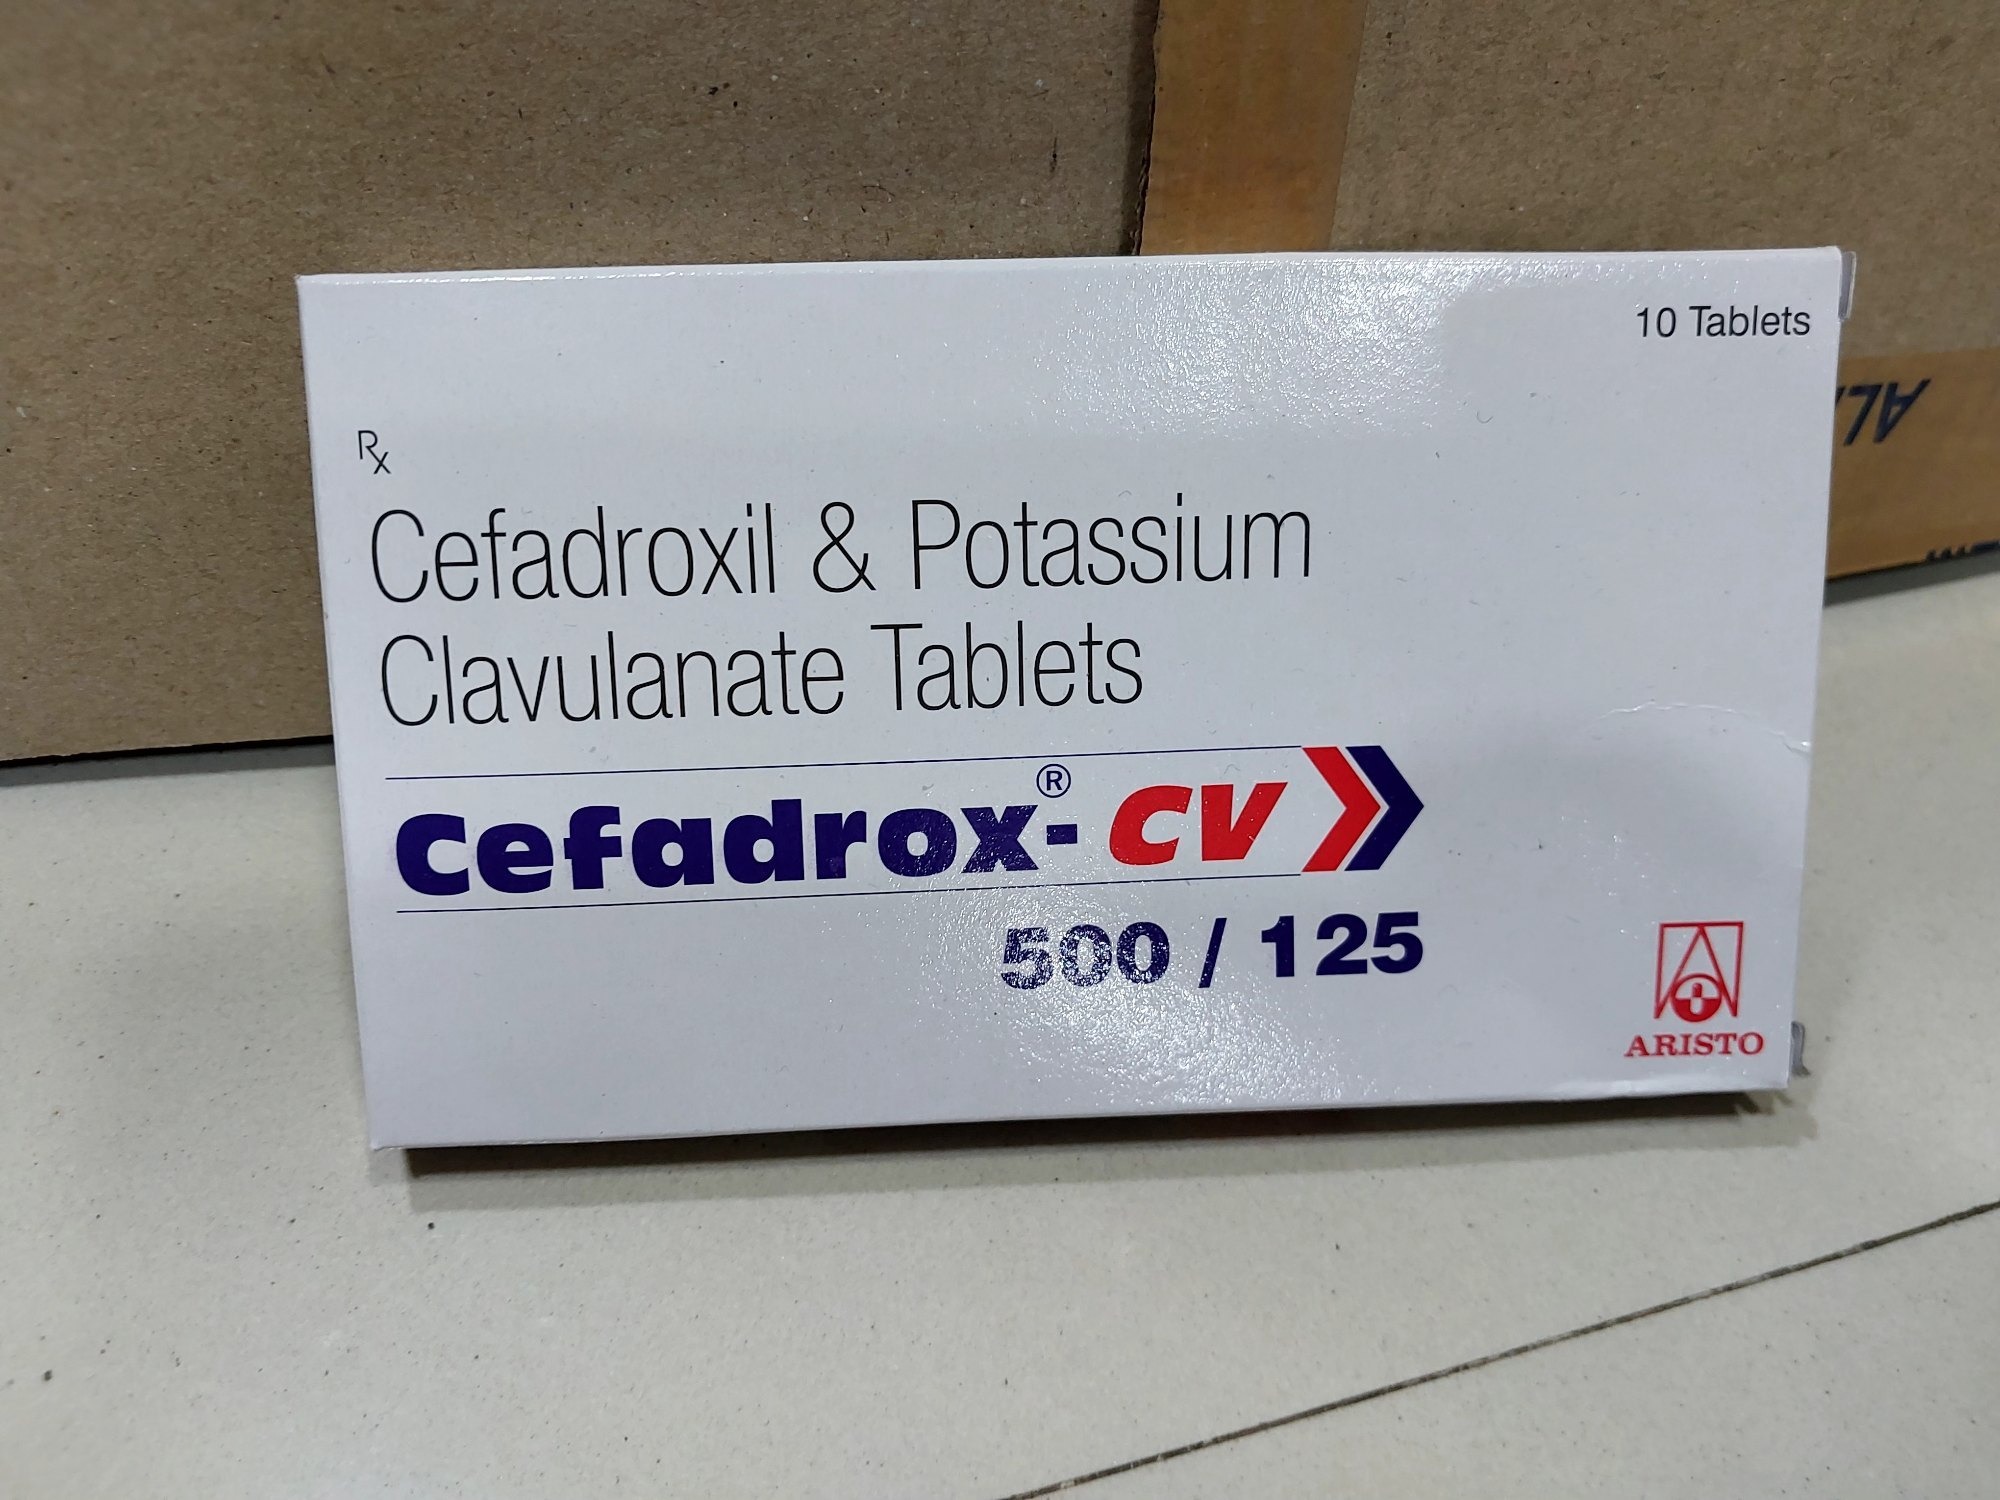 10 Tablets
Rx
Cefadroxil & Potassium
Clavulanate Tablets
Cefadrox®-CV
500 / 125
ARISTO